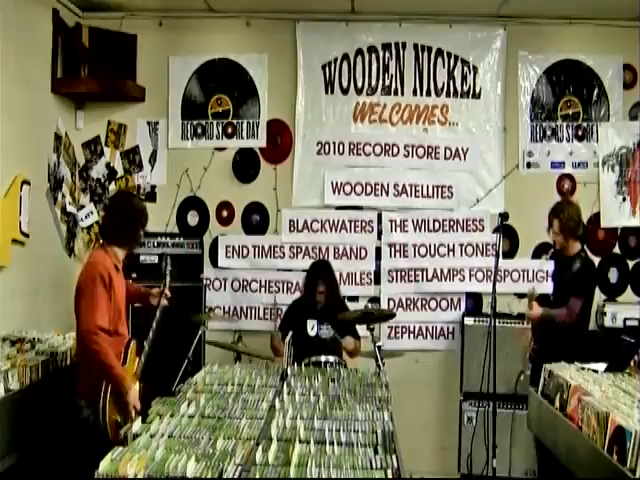 WOODEN NICKEL
WELCOMES...
2010 RECORD STORE DAY
WOODEN SATELLITES
BLACKWATERS
THE WILDERNESS
END TIMES SPASM BAND
THE TOUCH TONES
ROT ORCHESTRA
MILES
STREETLAMPS FOR SPOTLIGH
CHANTILEER
DARKROOM
ZEPHANIAH
RECORD STORE DAY
RECORD STORE
THE